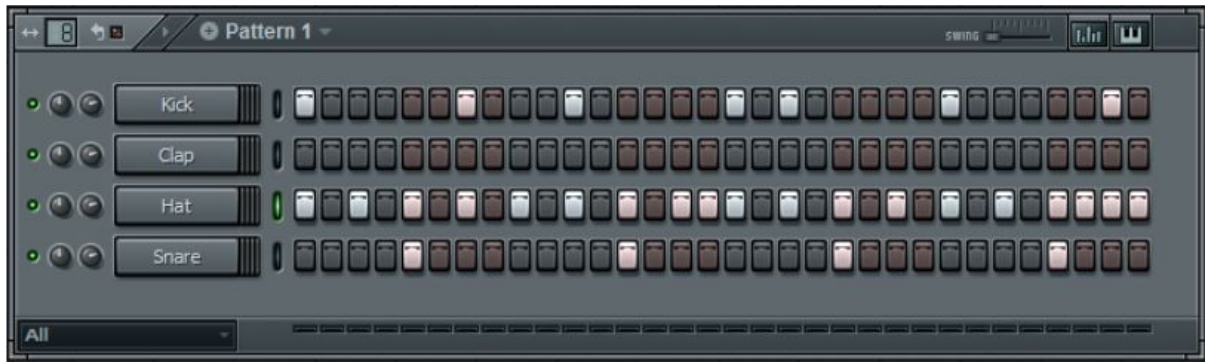 8 Pattern 1 SWING
Kick
Clap
Hat
Snare
All